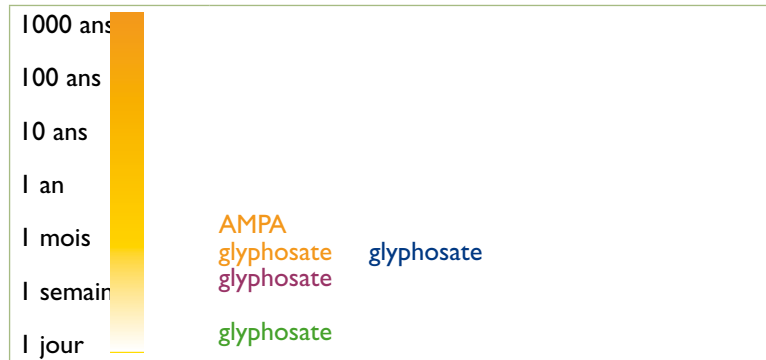 1000 ans
100 ans
10 ans
1 an
AMPA
1 mois
glyphosate glyphosate
glyphosate
1 semain
glyphosate
1 jour